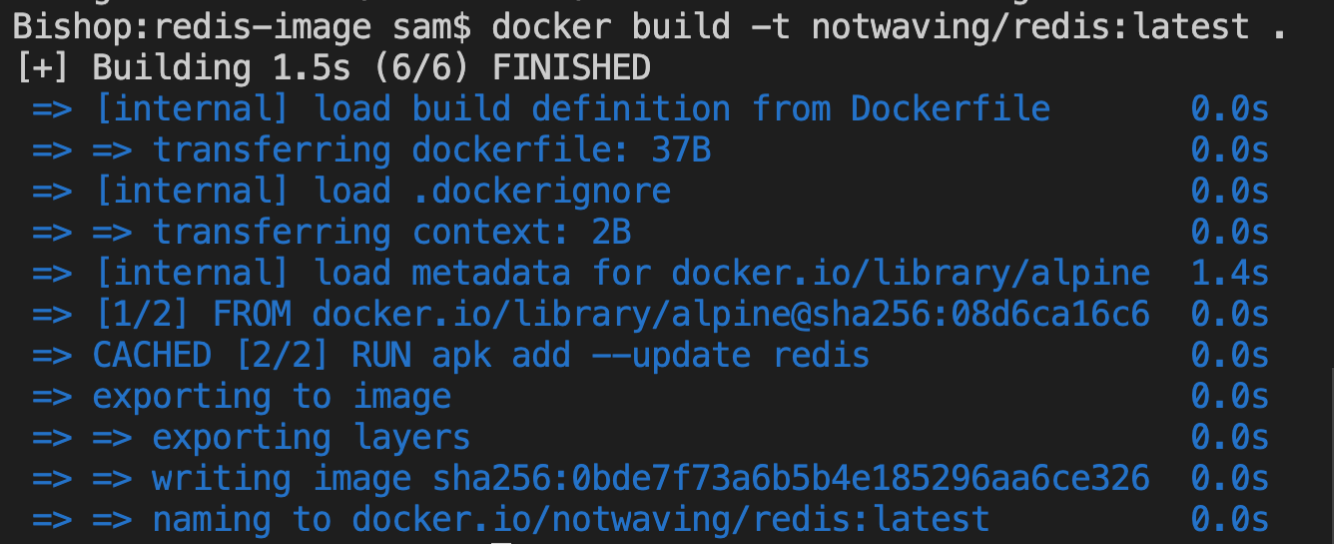 Bishop:redis-image sam$ docker build -t notwaving/redis:latest .
[+] Building 1.5s (6/6) FINISHED
=> [internal] load build definition from Dockerfile 0.0s
=> => transferring dockerfile: 37B 0.0s
=> [internal] load .dockerignore 0.0s
=> => transferring context: 2B 0.0s
=> [internal] load metadata for docker.io/library/alpine 1.4s
=> [1/2] FROM docker.io/library/alpine@sha256:08d6ca16c6 0.0s
=> CACHED [2/2] RUN apk add --update redis 0.0s
=> exporting to image 0.0s
=> => exporting layers 0.0s
=> => writing image sha256:0bde7f73a6b5b4e185296aa6ce326 0.0s
=> => naming to docker.io/notwaving/redis:latest 0.0s